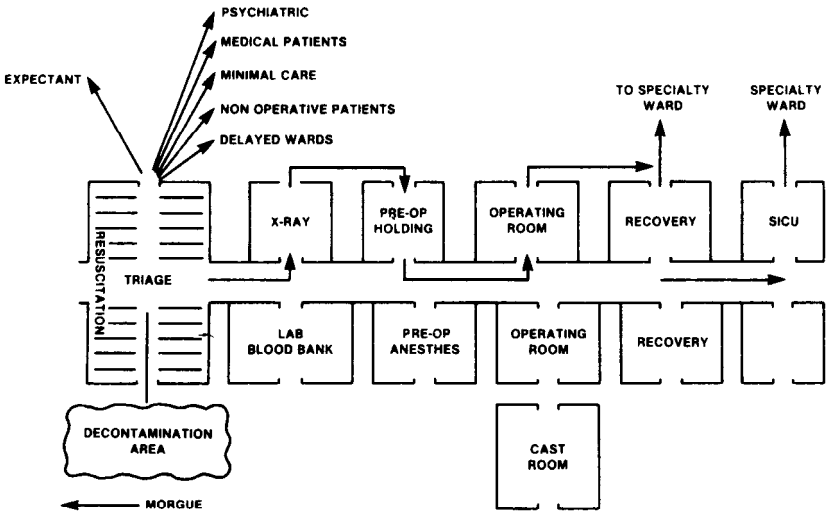 PSYCHIATRIC
MEDICAL PATIENTS
EXPECTANT
MINIMAL CARE
NON OPERATIVE PATIENTS
DELAYED WARDS
TO SPECIALTY
WARD
SPECIALTY
WARD
RESUSCITATION
TRIAGE
X-RAY
PRE-OP
HOLDING
OPERATING
ROOM
RECOVERY
SICU
LAB
BLOOD BANK
PRE-OP
ANESTHES
OPERATING
ROOM
RECOVERY
DECONTAMINATION
AREA
CAST
ROOM
MORGUE